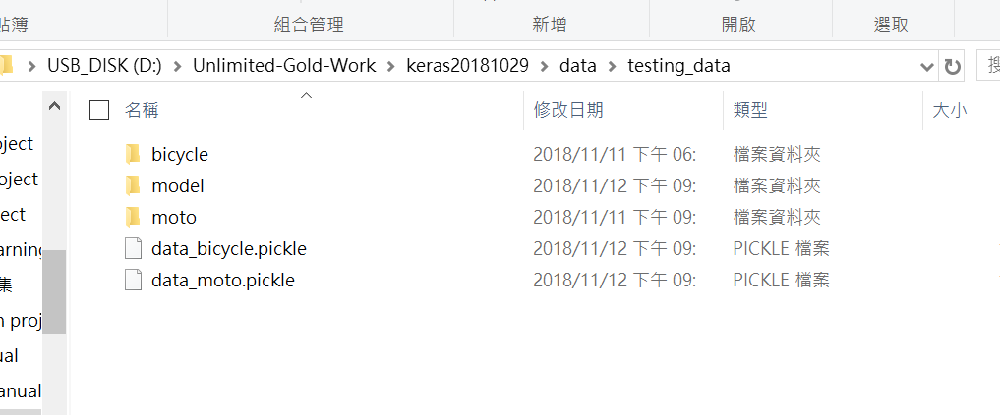 貼簿 組合管理 新增 開啟 選取
USB_DISK (D:) Unlimited-Gold-Work keras20181029 data testing_data 搜
名稱 修改日期 類型 大小
oject
bicycle 2018/11/11 下午 06: 檔案資料夾
oject
model 2018/11/12 下午 09: 檔案資料夾
ect
moto 2018/11/11 下午 09: 檔案資料夾
arning
data_bicycle.pickle 2018/11/12 下午 09: PICKLE 檔案
集
data_moto.pickle 2018/11/12 下午 09: PICKLE 檔案
n proj
ual
anual